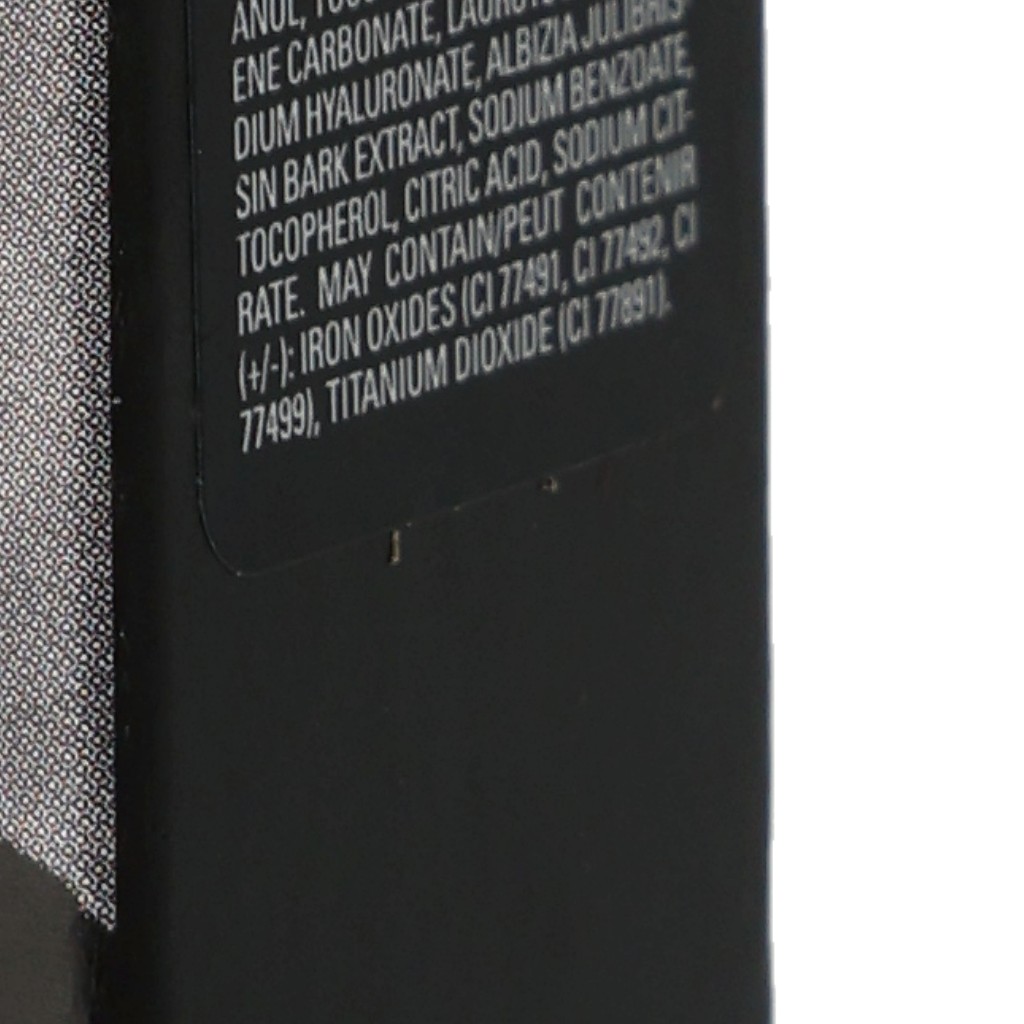 ENE CARBONATE,
DIUM HYALURONATE, ALBIZIA JULIBRIS-
SIN BARK EXTRACT, SODIUM BENZOATE,
TOCOPHEROL, CITRIC ACID, SODIUM CIT-
RATE. MAY CONTAIN/PEUT CONTENIR
(+/-): IRON OXIDES (CI 77491, CI 77492, CI
77499), TITANIUM DIOXIDE (CI 77891).